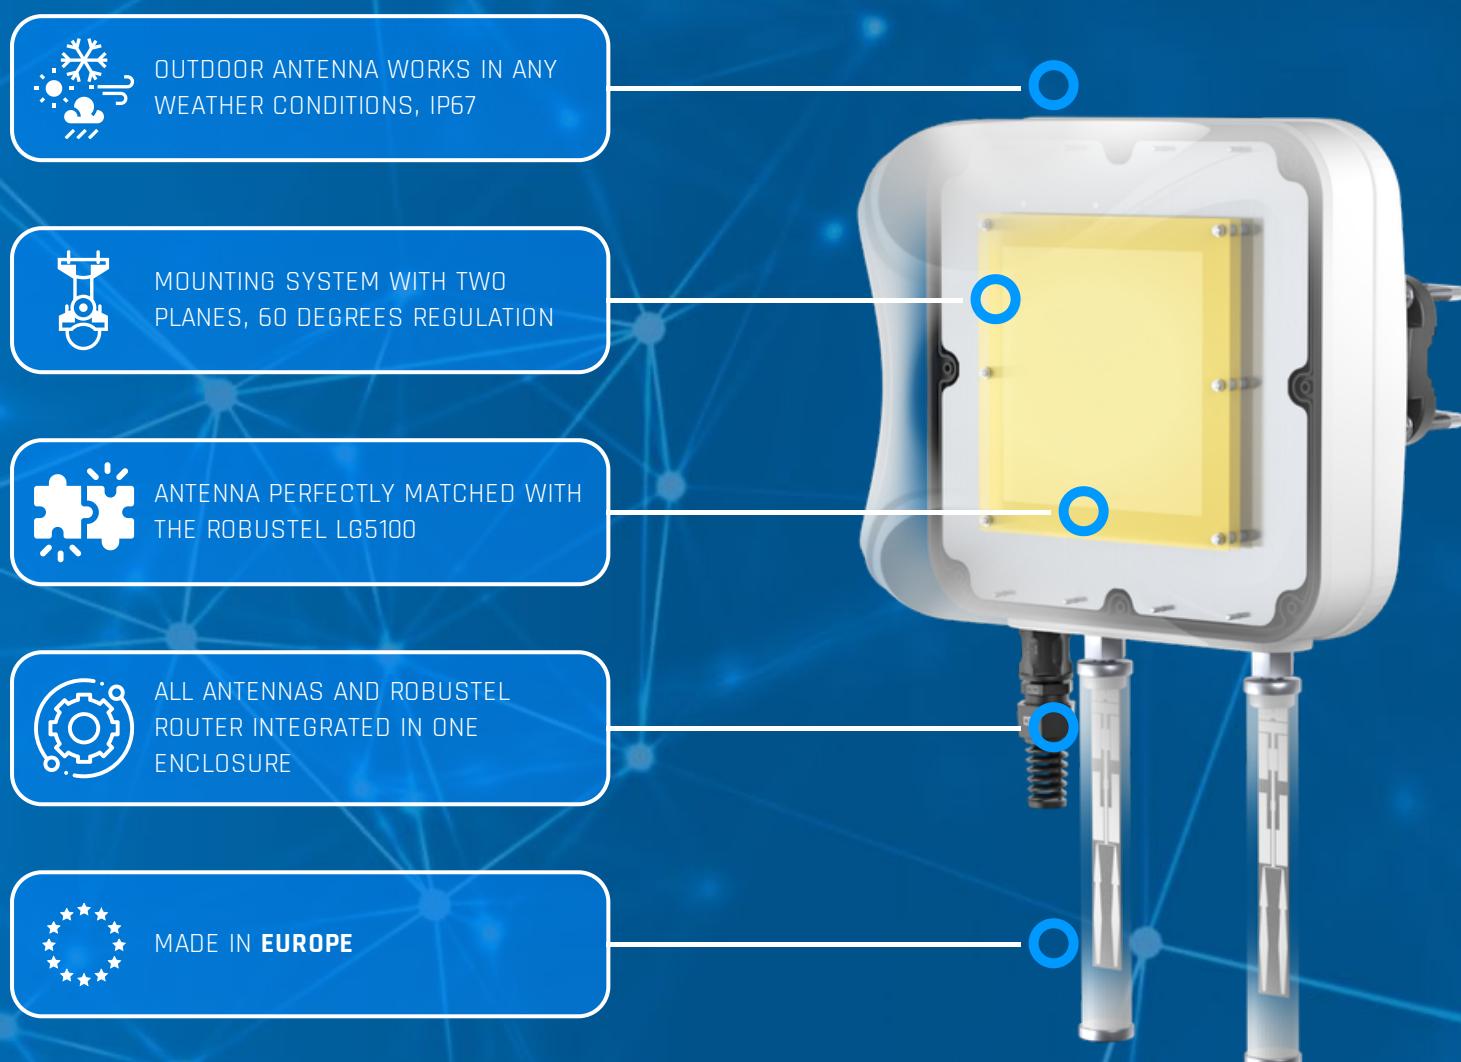 OUTDOOR ANTENNA WORKS IN ANY
WEATHER CONDITIONS, IP67
MOUNTING SYSTEM WITH TWO
PLANES, 60 DEGREES REGULATION
ANTENNA PERFECTLY MATCHED WITH
THE ROBUSTEL LG5100
ALL ANTENNAS AND ROBUSTEL
ROUTER INTEGRATED IN ONE
ENCLOSURE
MADE IN EUROPE